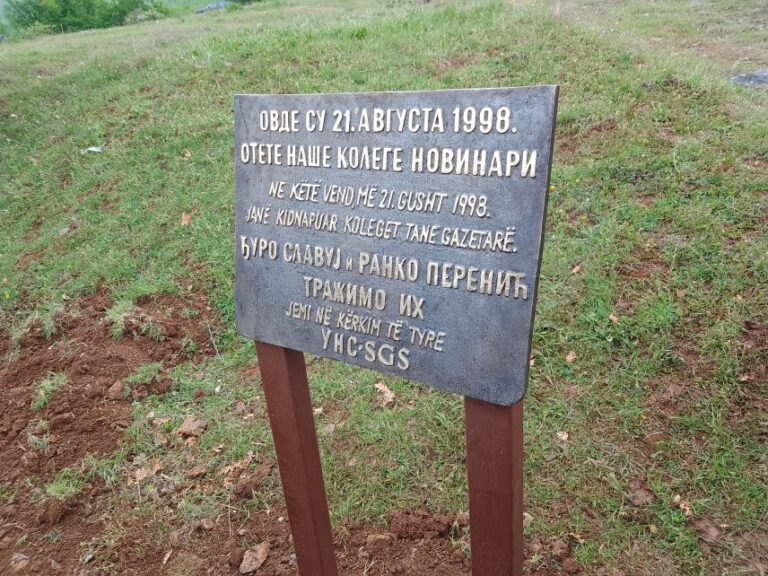 ОВДЕ СУ 21. АВГУСТА 1998.
ОТЕТЕ НАШЕ КОЛЕГЕ НОВИНАРИ
NE KËTË VEND MË 21. GUSHT 1998.
JANË KIDNAPUAR KOLEGET TANE GAZETARË.
ЂУРО СЛАВУЈ и РАНКО ПЕРЕНИЋ
ТРАЖИМО ИХ
JEMI NË KËRKIM TË TYRE
УНС-SGS